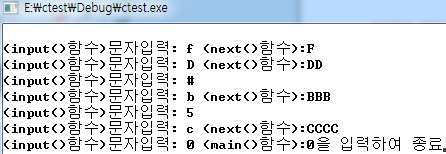 E:\ctest\Debug\ctest.exe
(input()함수)문자입력: f (next()함수):F
(input()함수)문자입력: D (next()함수):DD
(input()함수)문자입력: #
(input()함수)문자입력: b (next()함수):BBB
(input()함수)문자입력: 5
(input()함수)문자입력: c (next()함수):CCCC
(input()함수)문자입력: 0 (main()함수):0을 입력하여 종료